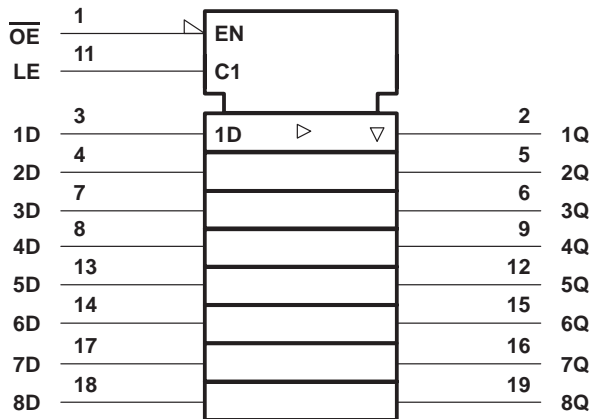 OE 1 EN
LE 11 C1
1D 3 1D 2 1Q
2D 4 5 2Q
3D 7 6 3Q
4D 8 9 4Q
5D 13 12 5Q
6D 14 15 6Q
7D 17 16 7Q
8D 18 19 8Q